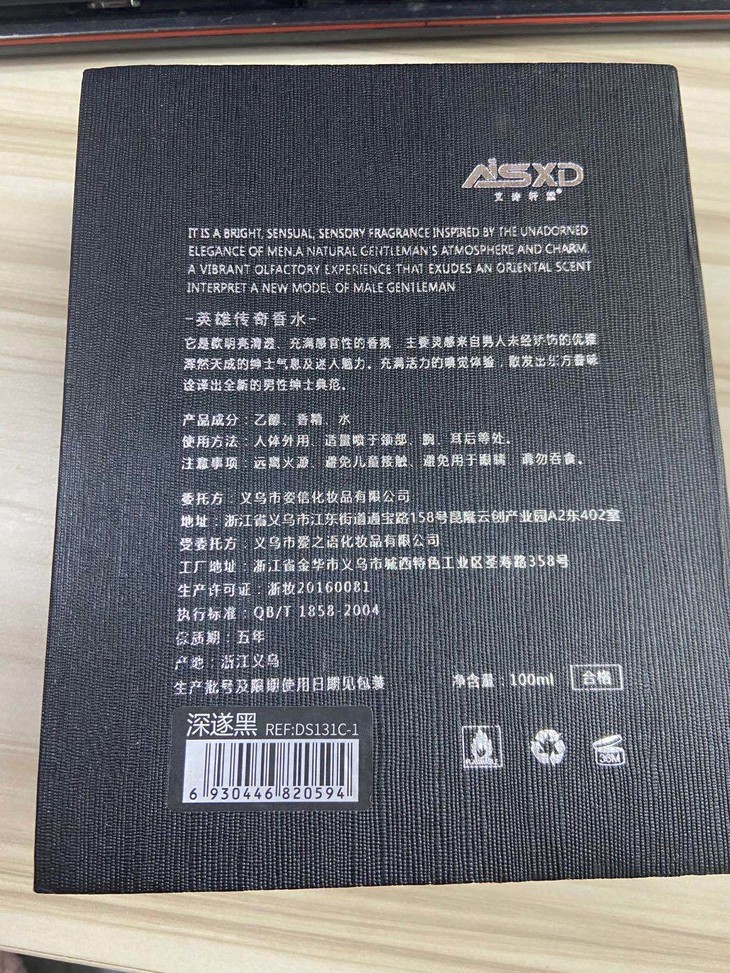 AISXD
IT IS A BRIGHT, SENSUAL, SENSORY FRAGRANCE INSPIRED BY THE UNADORNED
ELEGANCE OF MEN.A NATURAL GENTLEMAN'S ATMOSPHERE AND CHARM
A VIBRANT OLFACTORY EXPERIENCE THAT EXUDES AN ORIENTAL SCENT
INTERPRET A NEW MODEL OF MALE GENTLEMAN
-英雄传奇香水-
它是款明亮清透、充满感官性的香氛，主要灵感来自男人未经矫饰的优雅
浑然天成的绅士气息及迷人魅力。充满活力的嗅觉体验，散发出东方香味
诠译出全新的男性绅士典范。
产品成分：乙醇、香精、水
使用方法：人体外用、适量喷于颈部、腕、耳后等处。
注意事项：远离火源、避免儿童接触、避免用于眼睛、请勿吞食。
委托方：义乌市姿信化妆品有限公司
地址：浙江省义乌市江东街道通宝路158号昆隆云创产业园A2东402室
受委托方：义乌市爱之语化妆品有限公司
工厂地址：浙江省金华市义乌市城西特色工业区圣寿路358号
生产许可证：浙妆20160081
执行标准：QB/T 1858-2004
保质期：五年
产地：浙江义乌
生产批号及限期使用日期见包装
净含量 100ml 合格
深遂黑 REF:DS131C-1
6 930446 820594
36M